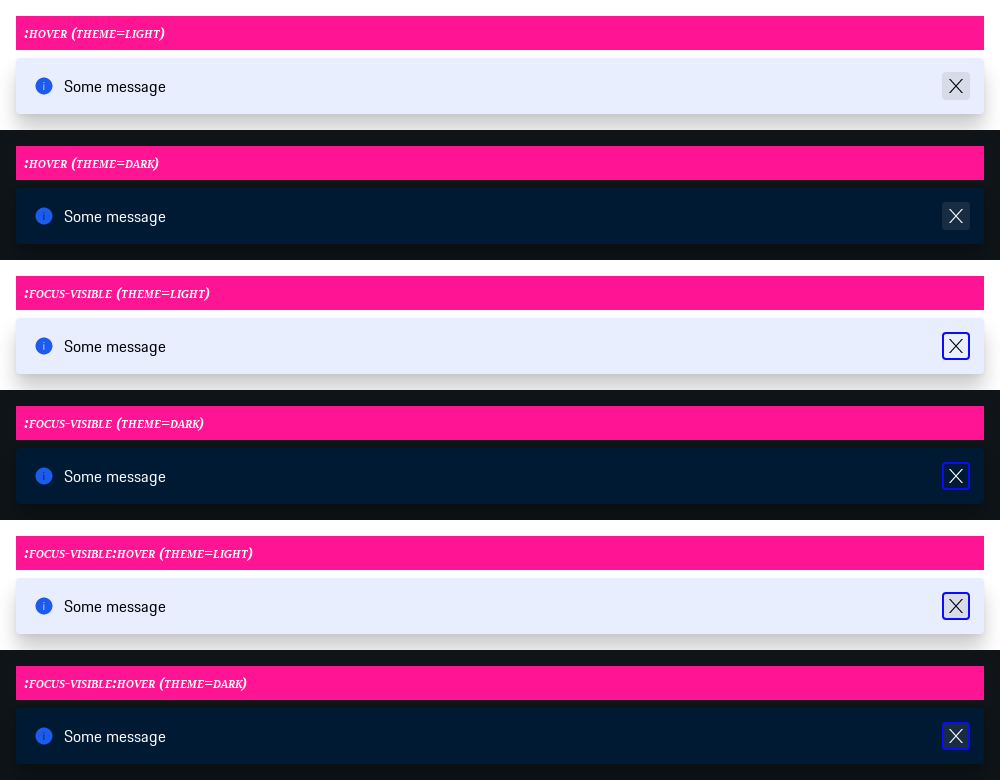 :HOVER (THEME=LIGHT)
i Some message
:HOVER (THEME=DARK)
i Some message
:FOCUS-VISIBLE (THEME=LIGHT)
i Some message
:FOCUS-VISIBLE (THEME=DARK)
i Some message
:FOCUS-VISIBLE:HOVER (THEME=LIGHT)
i Some message
:FOCUS-VISIBLE:HOVER (THEME=DARK)
i Some message